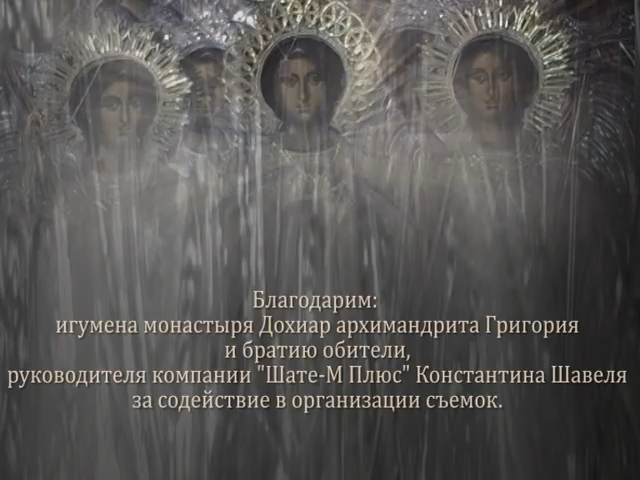 Благодарим:
игумена монастыря Дохиар архимандрита Григория
и братию обители,
руководителя компании "Шате-М Плюс" Константина Шавеля
за содействие в организации съемок.